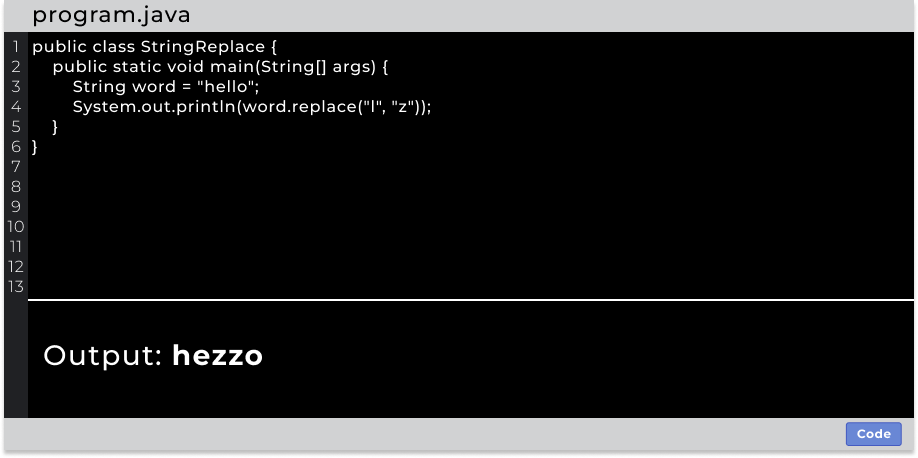 program.java
1 public class StringReplace {
2     public static void main(String[] args) {
3         String word = "hello";
4         System.out.println(word.replace("l", "z"));
5     }
6 }
7
8
9
10
11
12
13
Output: hezzo
Code